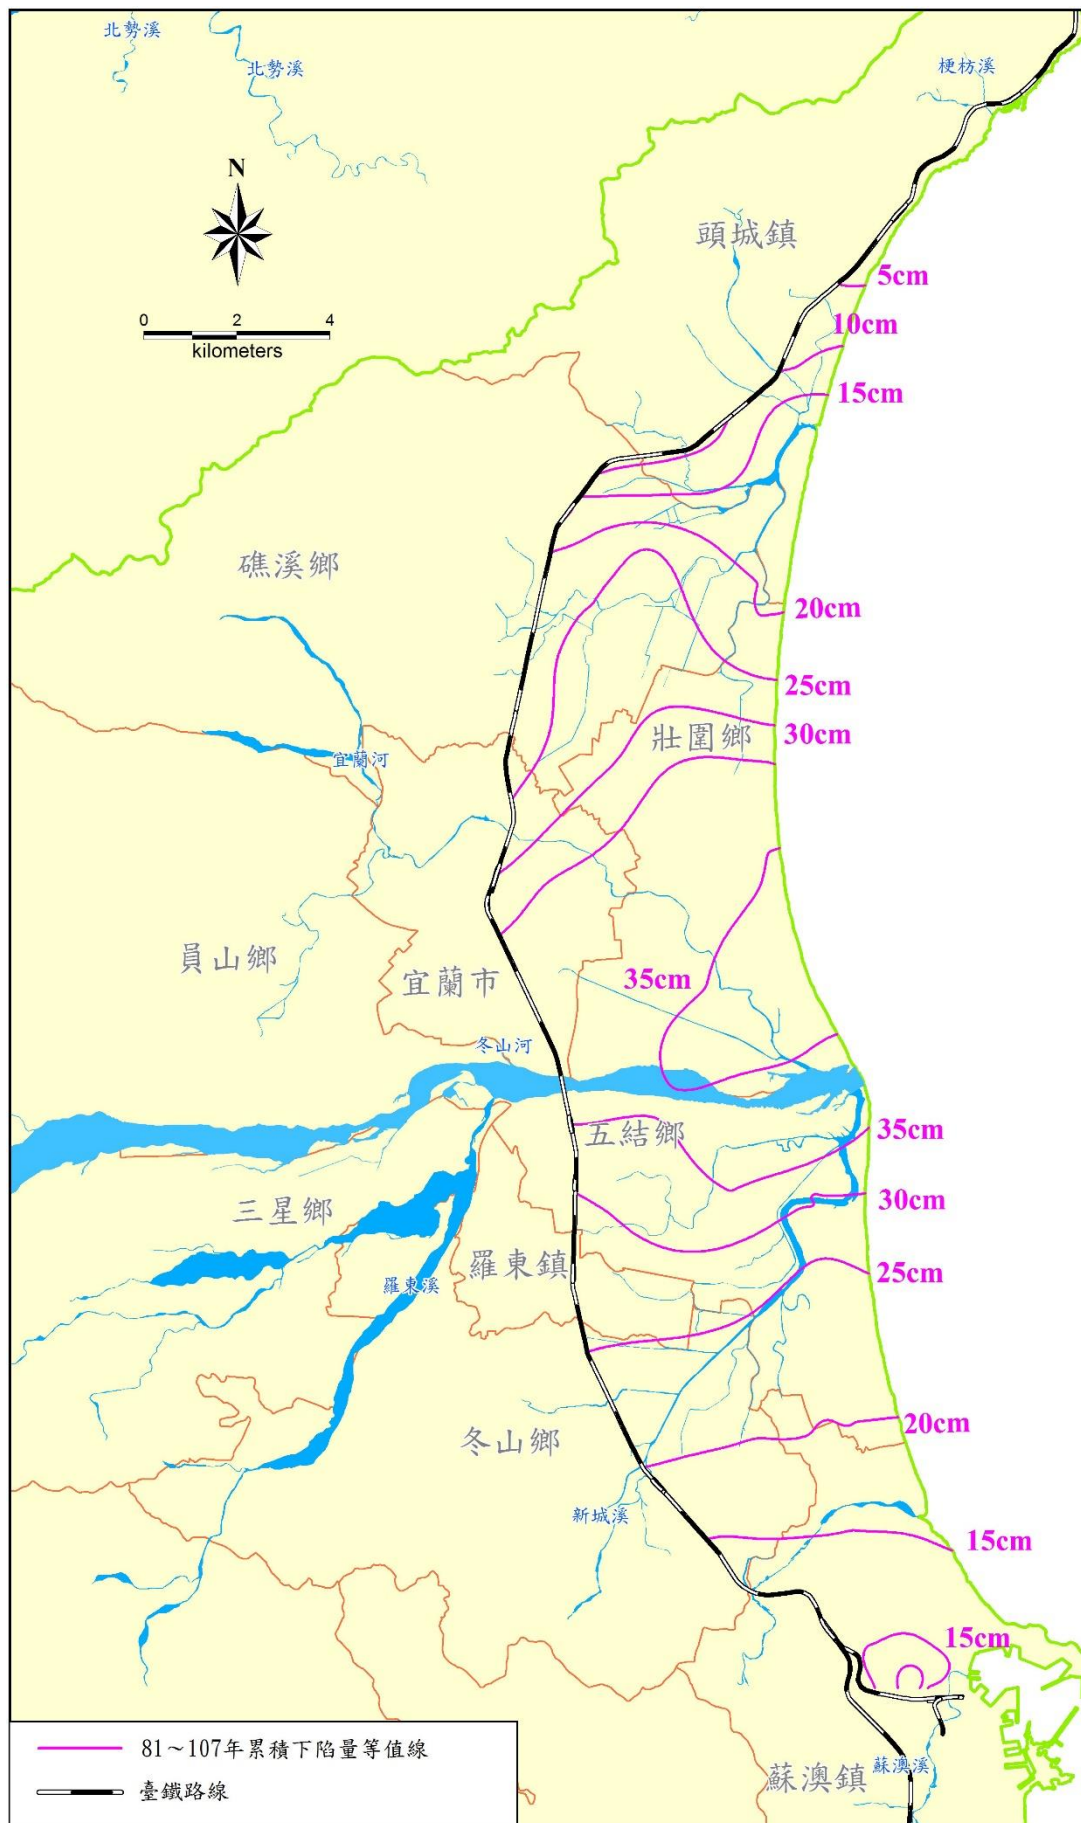 北勢溪
北勢溪
梗枋溪
N
頭城鎮
5cm
10cm
0 2 4
kilometers
15cm
礁溪鄉
20cm
25cm
壯圍鄉
30cm
宜蘭河
員山鄉
宜蘭市
35cm
冬山河
五結鄉
35cm
三星鄉
30cm
羅東鎮
25cm
羅東溪
冬山鄉
20cm
新城溪
15cm
15cm
81～107年累積下陷量等值線
臺鐵路線
蘇澳鎮
蘇澳溪